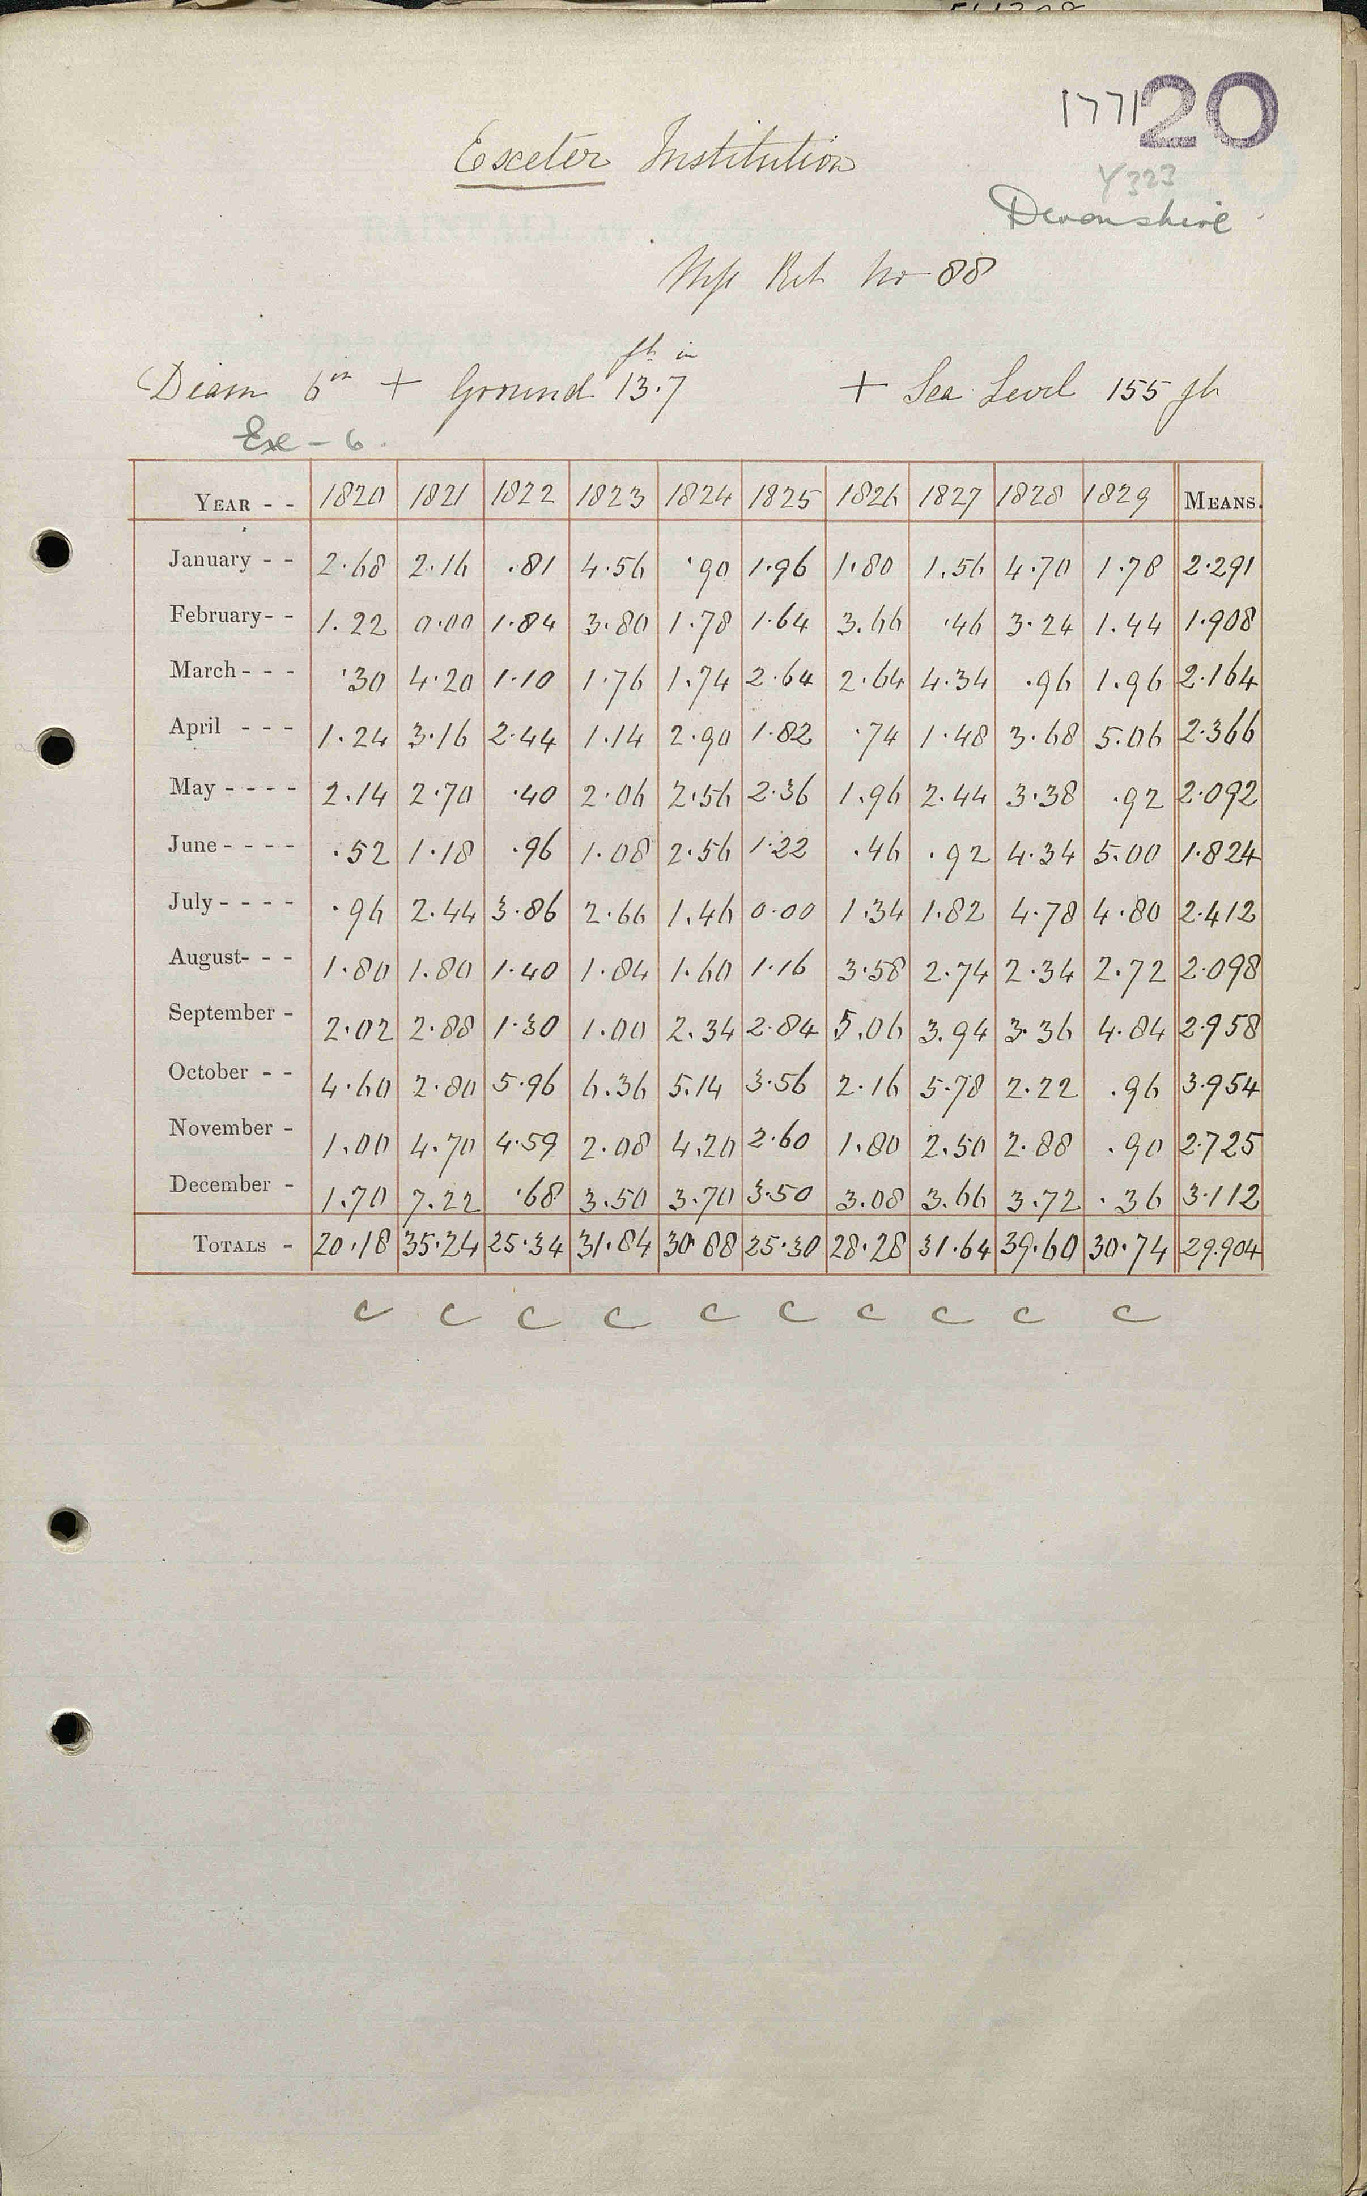 177120
Exeter Institution
Y323
Devonshire
Mss Ret No 88
ft in
Diam 6in + Ground 13.7 + Sea Level 155 ft
Exe - 6.
YEAR - - 1820 1821 1822 1823 1824 1825 1826 1827 1828 1829 MEANS.
January - - 2.68 2.16 .81 4.56 .90 1.96 1.80 1.56 4.70 1.78 2.291
February - - 1.22 0.00 1.84 3.80 1.78 1.64 3.66 .46 3.24 1.44 1.908
March - - - .30 4.20 1.10 1.76 1.74 2.64 2.64 4.34 .96 1.96 2.164
April - - - 1.24 3.16 2.44 1.14 2.90 1.82 .74 1.48 3.68 5.06 2.366
May - - - - 2.14 2.70 .40 2.06 2.56 2.36 1.96 2.44 3.38 .92 2.092
June - - - - .52 1.18 .96 1.08 2.56 1.22 .46 .92 4.34 5.00 1.824
July - - - - .96 2.44 3.86 2.66 1.46 0.00 1.34 1.82 4.78 4.80 2.412
August - - - 1.80 1.80 1.40 1.84 1.60 1.16 3.58 2.74 2.34 2.72 2.098
September - 2.02 2.88 1.30 1.00 2.34 2.84 5.06 3.94 3.36 4.84 2.958
October - - 4.60 2.80 5.96 6.36 5.14 3.56 2.16 5.78 2.22 .96 3.954
November - 1.00 4.70 4.59 2.08 4.20 2.60 1.80 2.50 2.88 .90 2.725
December - 1.70 7.22 .68 3.50 3.70 3.50 3.08 3.66 3.72 .36 3.112
TOTALS - 20.18 35.24 25.34 31.84 30.88 25.30 28.28 31.64 39.60 30.74 29.904
C C C C C C C C C C